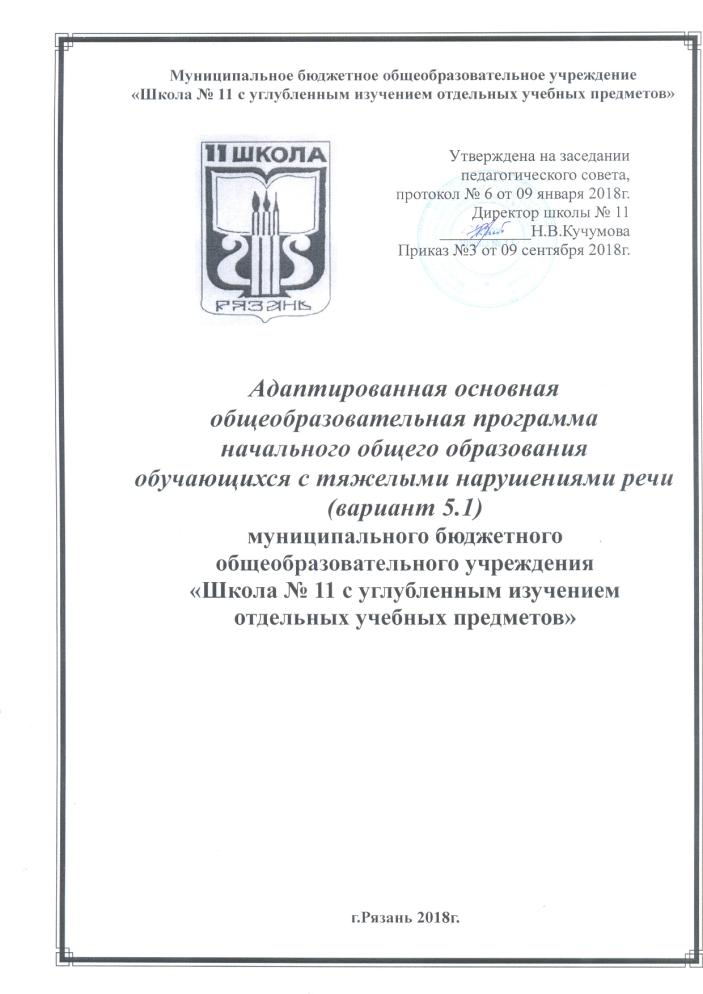 Муниципальное бюджетное общеобразовательное учреждение
«Школа № 11 с углубленным изучением отдельных учебных предметов»
11 ШКОЛА
РЯЗАНЬ
Утверждена на заседании
педагогического совета,
протокол № 6 от 09 января 2018г.
Директор школы № 11
___________Н.В.Кучумова
Приказ №3 от 09 сентября 2018г.
Адаптированная основная
общеобразовательная программа
начального общего образования
обучающихся с тяжелыми нарушениями речи
(вариант 5.1)
муниципального бюджетного
общеобразовательного учреждения
«Школа № 11 с углубленным изучением
отдельных учебных предметов»
г.Рязань 2018г.